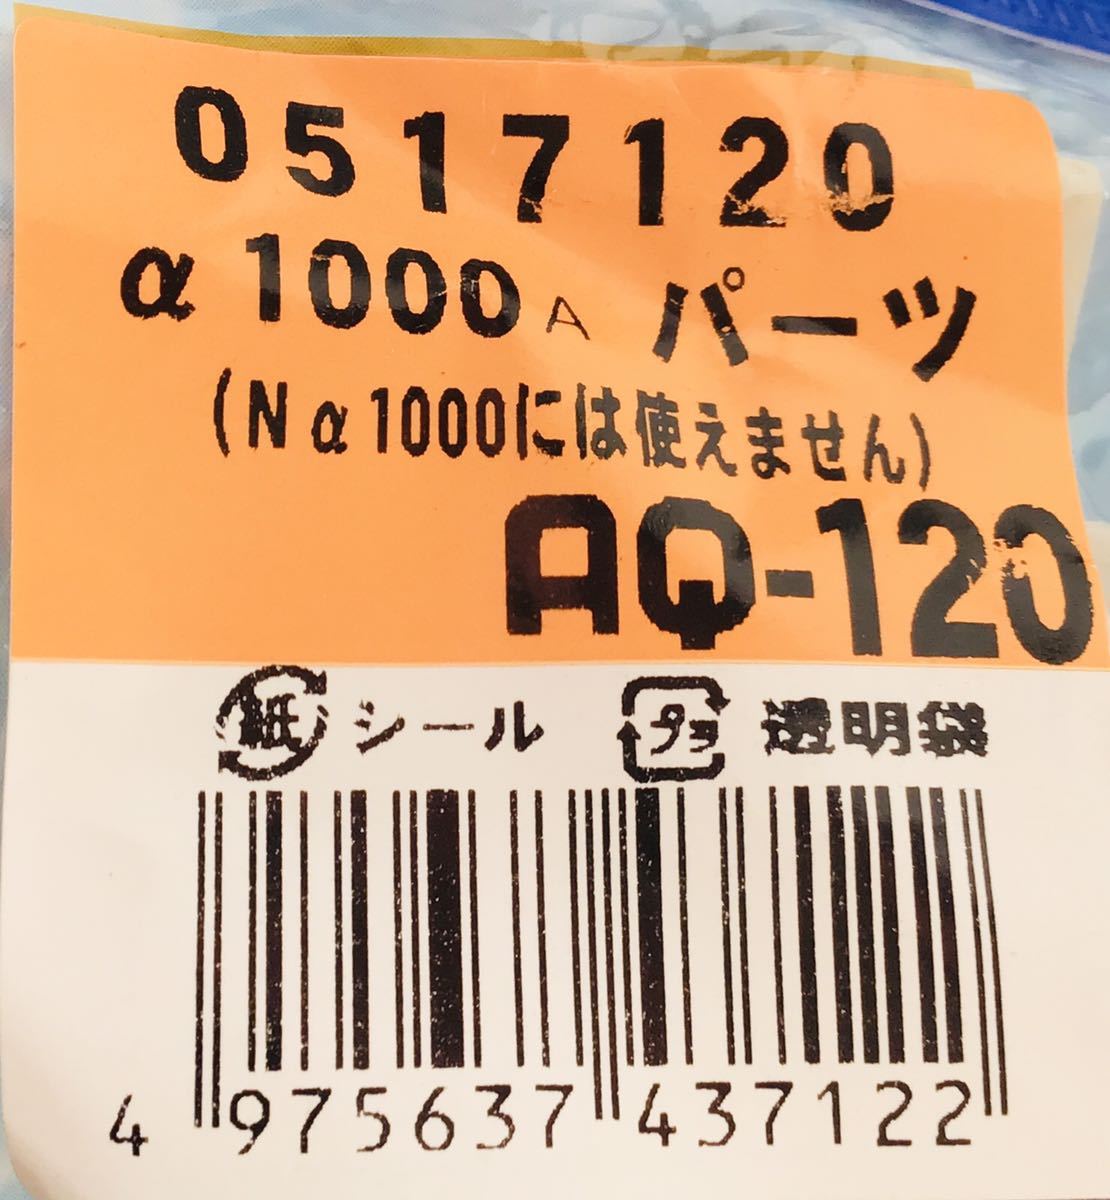 0517120
α1000A パーツ
(Nα1000には使えません)
AQ-120
紙 シール プラ 透明袋
4 975637 437122